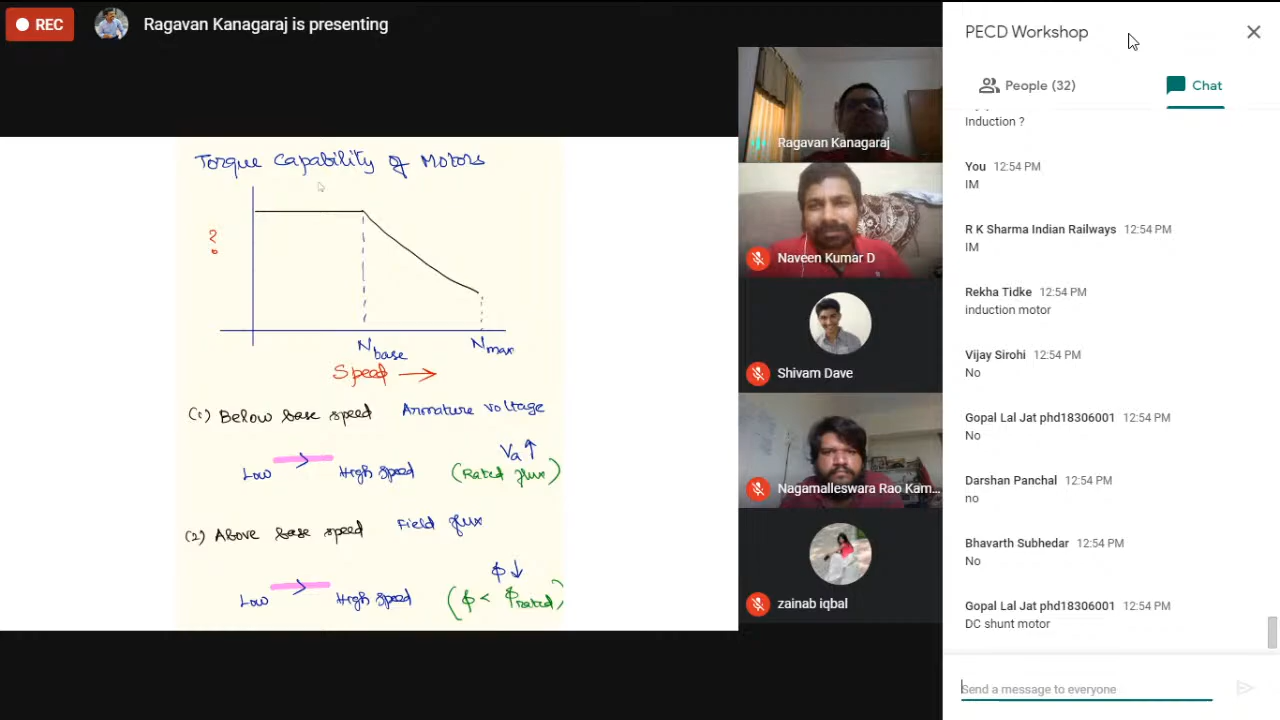 REC
Ragavan Kanagaraj is presenting
Torque Capability of Motors
?
N base
N max
Speed →
(1) Below base speed Armature voltage
Va ↑
Low > High speed (Rated flux)
(2) Above base speed Field flux
ϕ ↓
Low > High speed (ϕ < ϕ rated)
Ragavan Kanagaraj
Naveen Kumar D
Shivam Dave
Nagamalleswara Rao Kam...
zainab iqbal
PECD Workshop
People (32)
Chat
Induction ?
You 12:54 PM
IM
R K Sharma Indian Railways 12:54 PM
IM
Rekha Tidke 12:54 PM
induction motor
Vijay Sirohi 12:54 PM
No
Gopal Lal Jat phd18306001 12:54 PM
No
Darshan Panchal 12:54 PM
no
Bhavarth Subhedar 12:54 PM
No
Gopal Lal Jat phd18306001 12:54 PM
DC shunt motor
Send a message to everyone